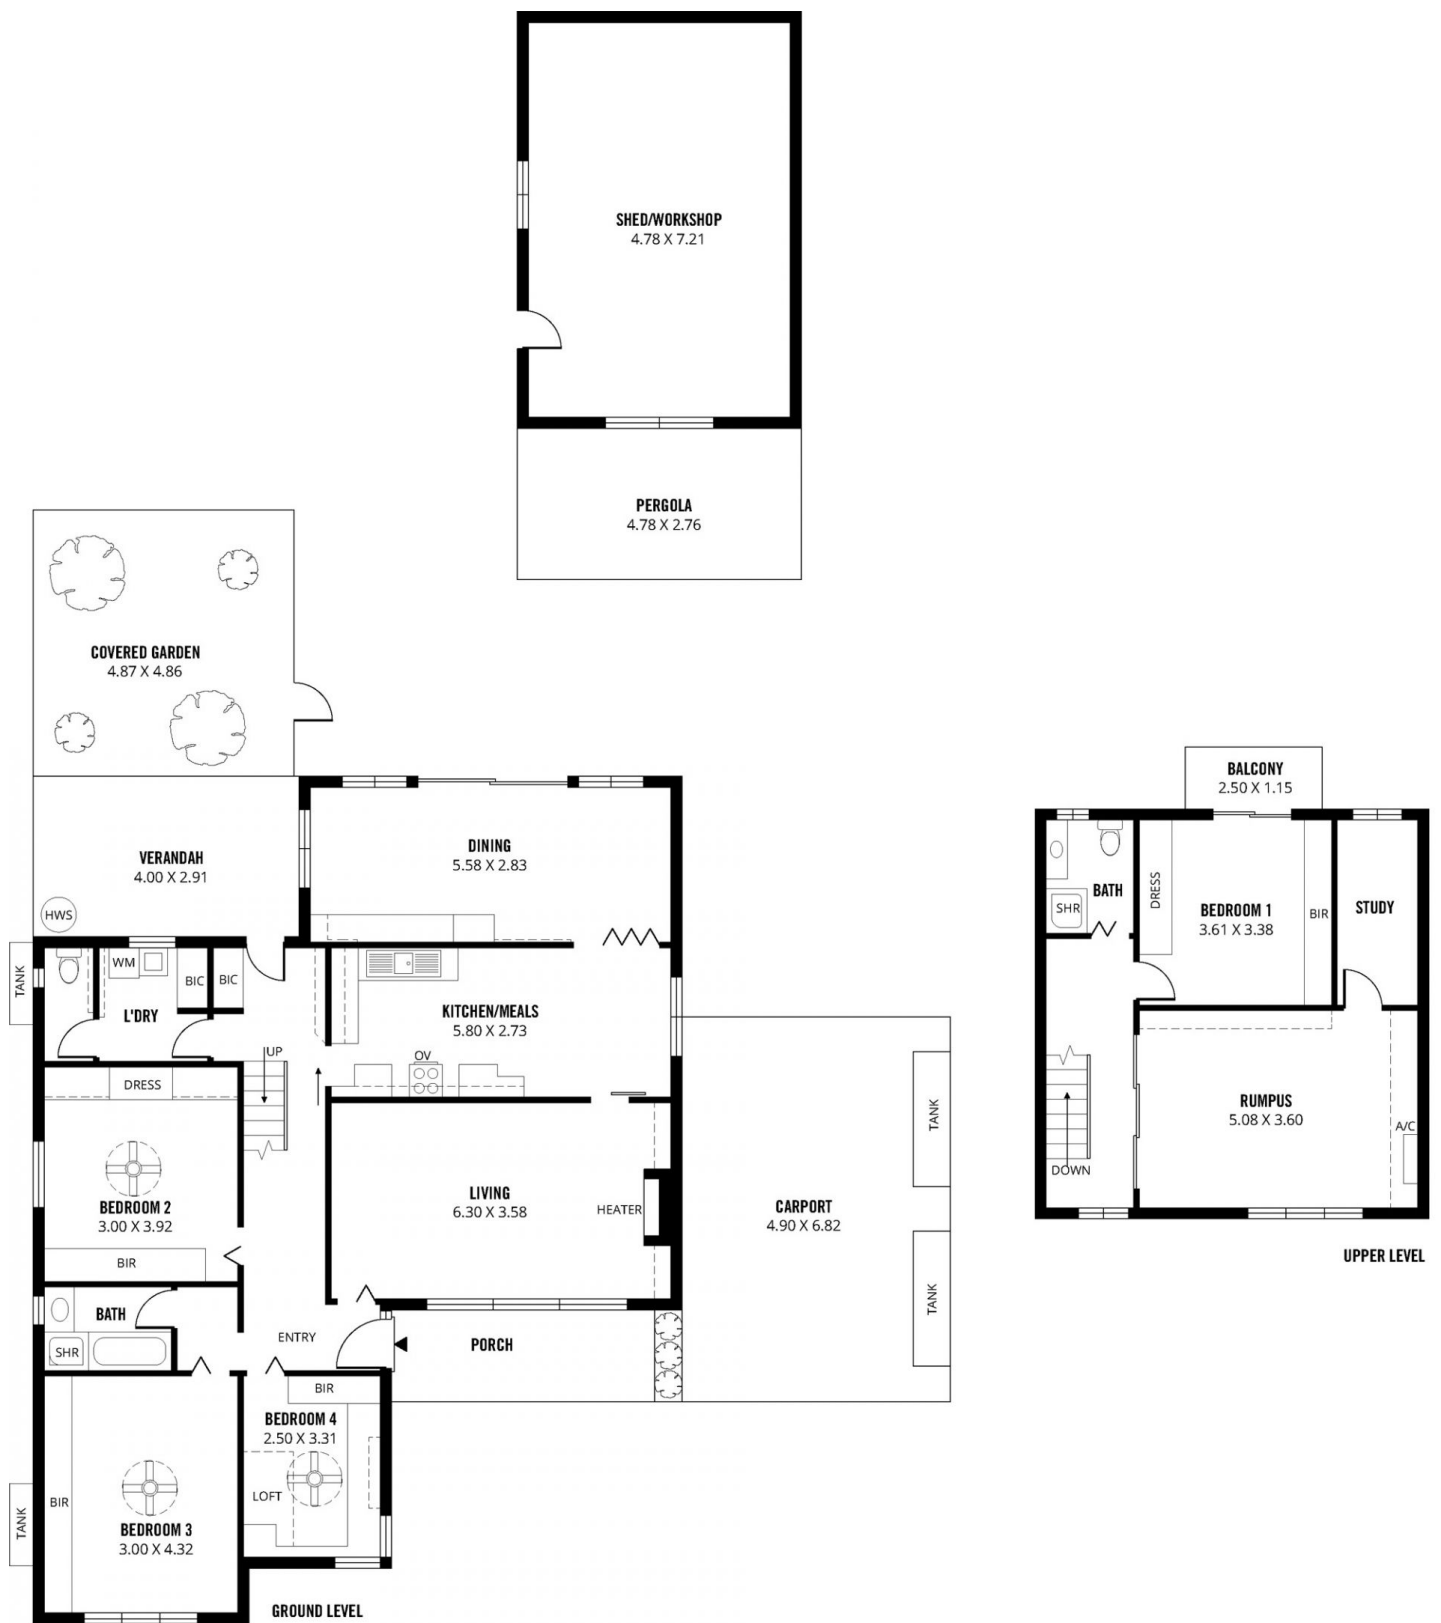 SHED/WORKSHOP
4.78 X 7.21
PERGOLA
4.78 X 2.76
COVERED GARDEN
4.87 X 4.86
VERANDAH
4.00 X 2.91
HWS
DINING
5.58 X 2.83
TANK
WM
BIC
BIC
L'DRY
KITCHEN/MEALS
5.80 X 2.73
OV
UP
DRESS
BEDROOM 2
3.00 X 3.92
BIR
LIVING
6.30 X 3.58
HEATER
CARPORT
4.90 X 6.82
TANK
TANK
BATH
SHR
ENTRY
PORCH
BIR
BEDROOM 4
2.50 X 3.31
LOFT
BIR
BEDROOM 3
3.00 X 4.32
TANK
GROUND LEVEL
BALCONY
2.50 X 1.15
BATH
SHR
DRESS
BEDROOM 1
3.61 X 3.38
BIR
STUDY
RUMPUS
5.08 X 3.60
A/C
DOWN
UPPER LEVEL